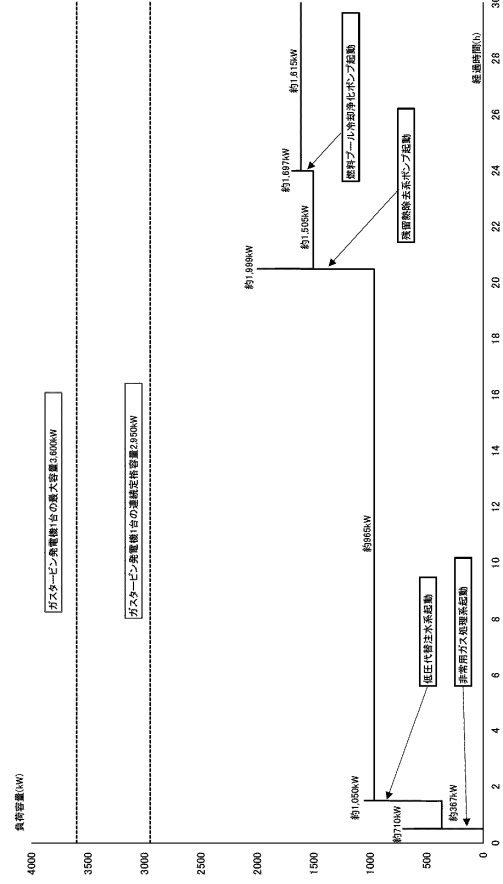 負荷容量(kW)
4000
3500
3000
2500
2000
1500
1000
500
0
ガスタービン発電機1台の最大容量3,600kW
ガスタービン発電機1台の連続定格容量2,950kW
約710kW
約367kW
約1,050kW
約965kW
約1,999kW
約1,505kW
約1,697kW
約1,615kW
非常用ガス処理系起動
低圧代替注水系起動
残留熱除去系ポンプ起動
燃料プール冷却浄化ポンプ起動
0
2
4
6
8
10
12
14
16
18
20
22
24
26
28
30
経過時間(h)